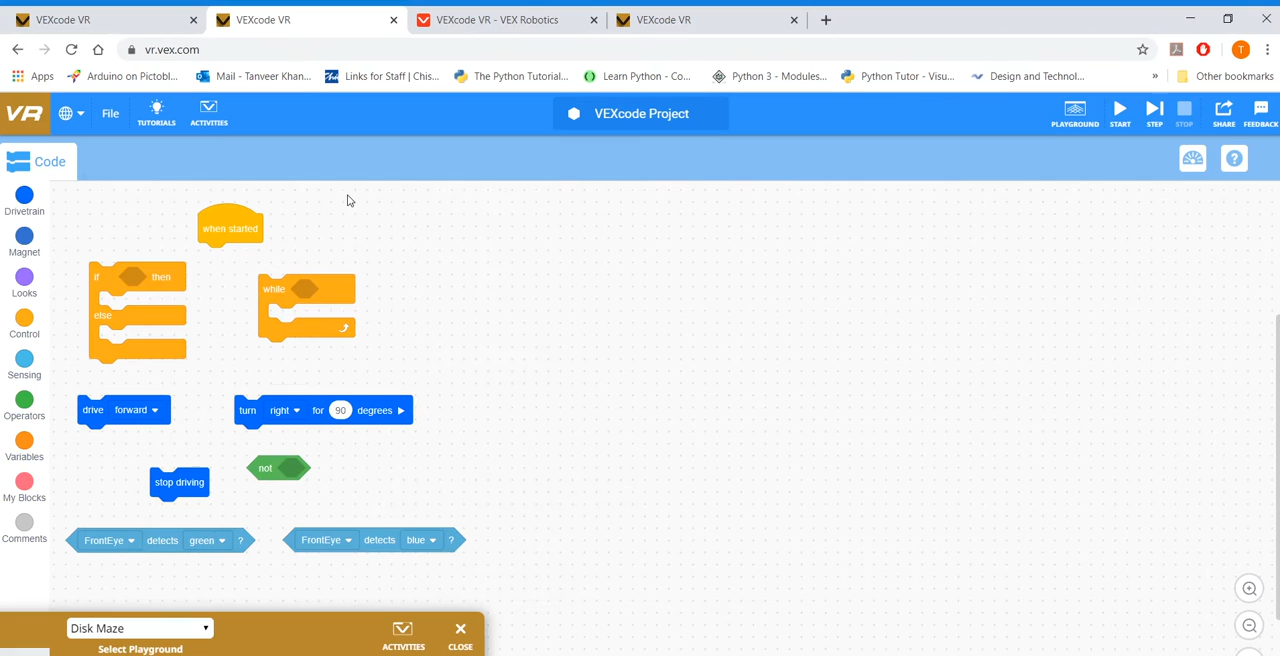 VEXcode VR
VEXcode VR
VEXcode VR - VEX Robotics
VEXcode VR
vr.vex.com
T
Apps
Arduino on Pictobl...
Mail - Tanveer Khan...
Links for Staff | Chis...
The Python Tutorial...
Learn Python - Co...
Python 3 - Modules...
Python Tutor - Visu...
Design and Technol...
»
Other bookmarks
VR
File
TUTORIALS
ACTIVITIES
VEXcode Project
PLAYGROUND
START
STEP
STOP
SHARE
FEEDBACK
Code
?
Drivetrain
Magnet
Looks
Control
Sensing
Operators
Variables
My Blocks
Comments
when started
if then
else
while
drive forward
turn right for 90 degrees
stop driving
not
FrontEye detects green ?
FrontEye detects blue ?
Disk Maze
Select Playground
ACTIVITIES
CLOSE